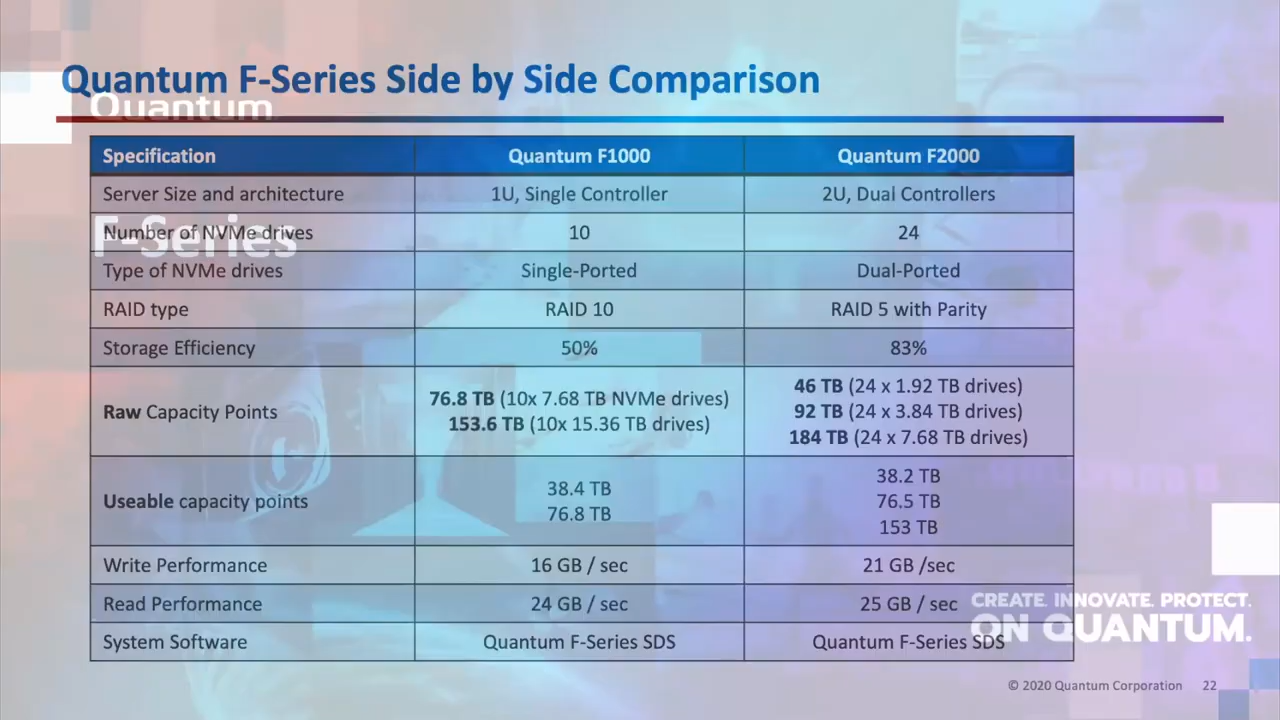 Quantum F-Series Side by Side Comparison
Quantum
F-Series
Specification Quantum F1000 Quantum F2000
Server Size and architecture 1U, Single Controller 2U, Dual Controllers
Number of NVMe drives 10 24
Type of NVMe drives Single-Ported Dual-Ported
RAID type RAID 10 RAID 5 with Parity
Storage Efficiency 50% 83%
Raw Capacity Points
76.8 TB (10x 7.68 TB NVMe drives)
153.6 TB (10x 15.36 TB drives)
46 TB (24 x 1.92 TB drives)
92 TB (24 x 3.84 TB drives)
184 TB (24 x 7.68 TB drives)
Useable capacity points
38.4 TB
76.8 TB
38.2 TB
76.5 TB
153 TB
Write Performance 16 GB / sec 21 GB /sec
Read Performance 24 GB / sec 25 GB / sec
System Software Quantum F-Series SDS Quantum F-Series SDS
CREATE. INNOVATE. PROTECT.
ON QUANTUM.
© 2020 Quantum Corporation 22